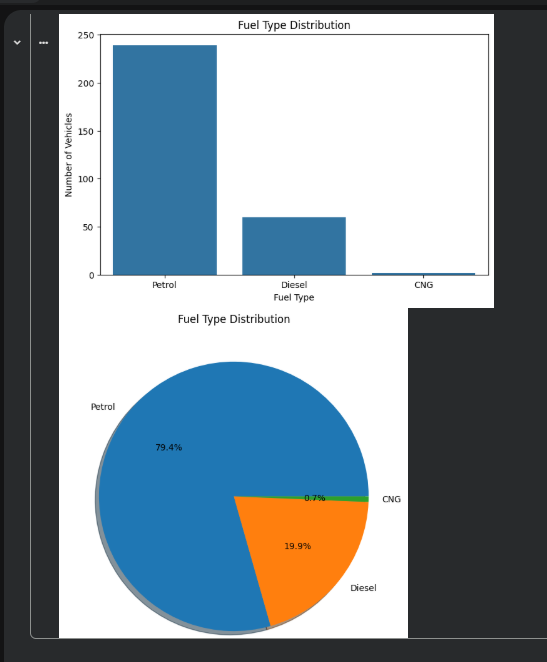 Fuel Type Distribution
250
200
150
100
50
0
Number of Vehicles
Petrol
Diesel
CNG
Fuel Type
Fuel Type Distribution
Petrol
79.4%
0.7%
CNG
19.9%
Diesel